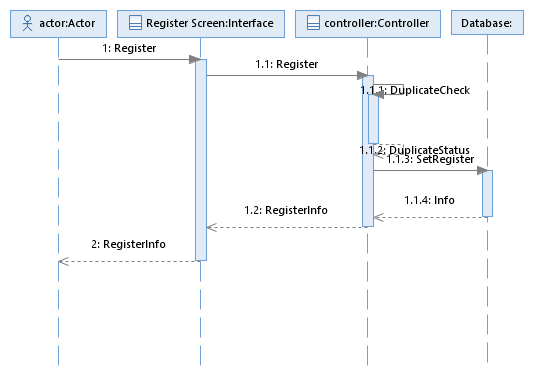 actor:Actor
Register Screen:Interface
controller:Controller
Database:
1: Register
1.1: Register
1.1.1: DuplicateCheck
1.1.2: DuplicateStatus
1.1.3: SetRegister
1.1.4: Info
1.2: RegisterInfo
2: RegisterInfo